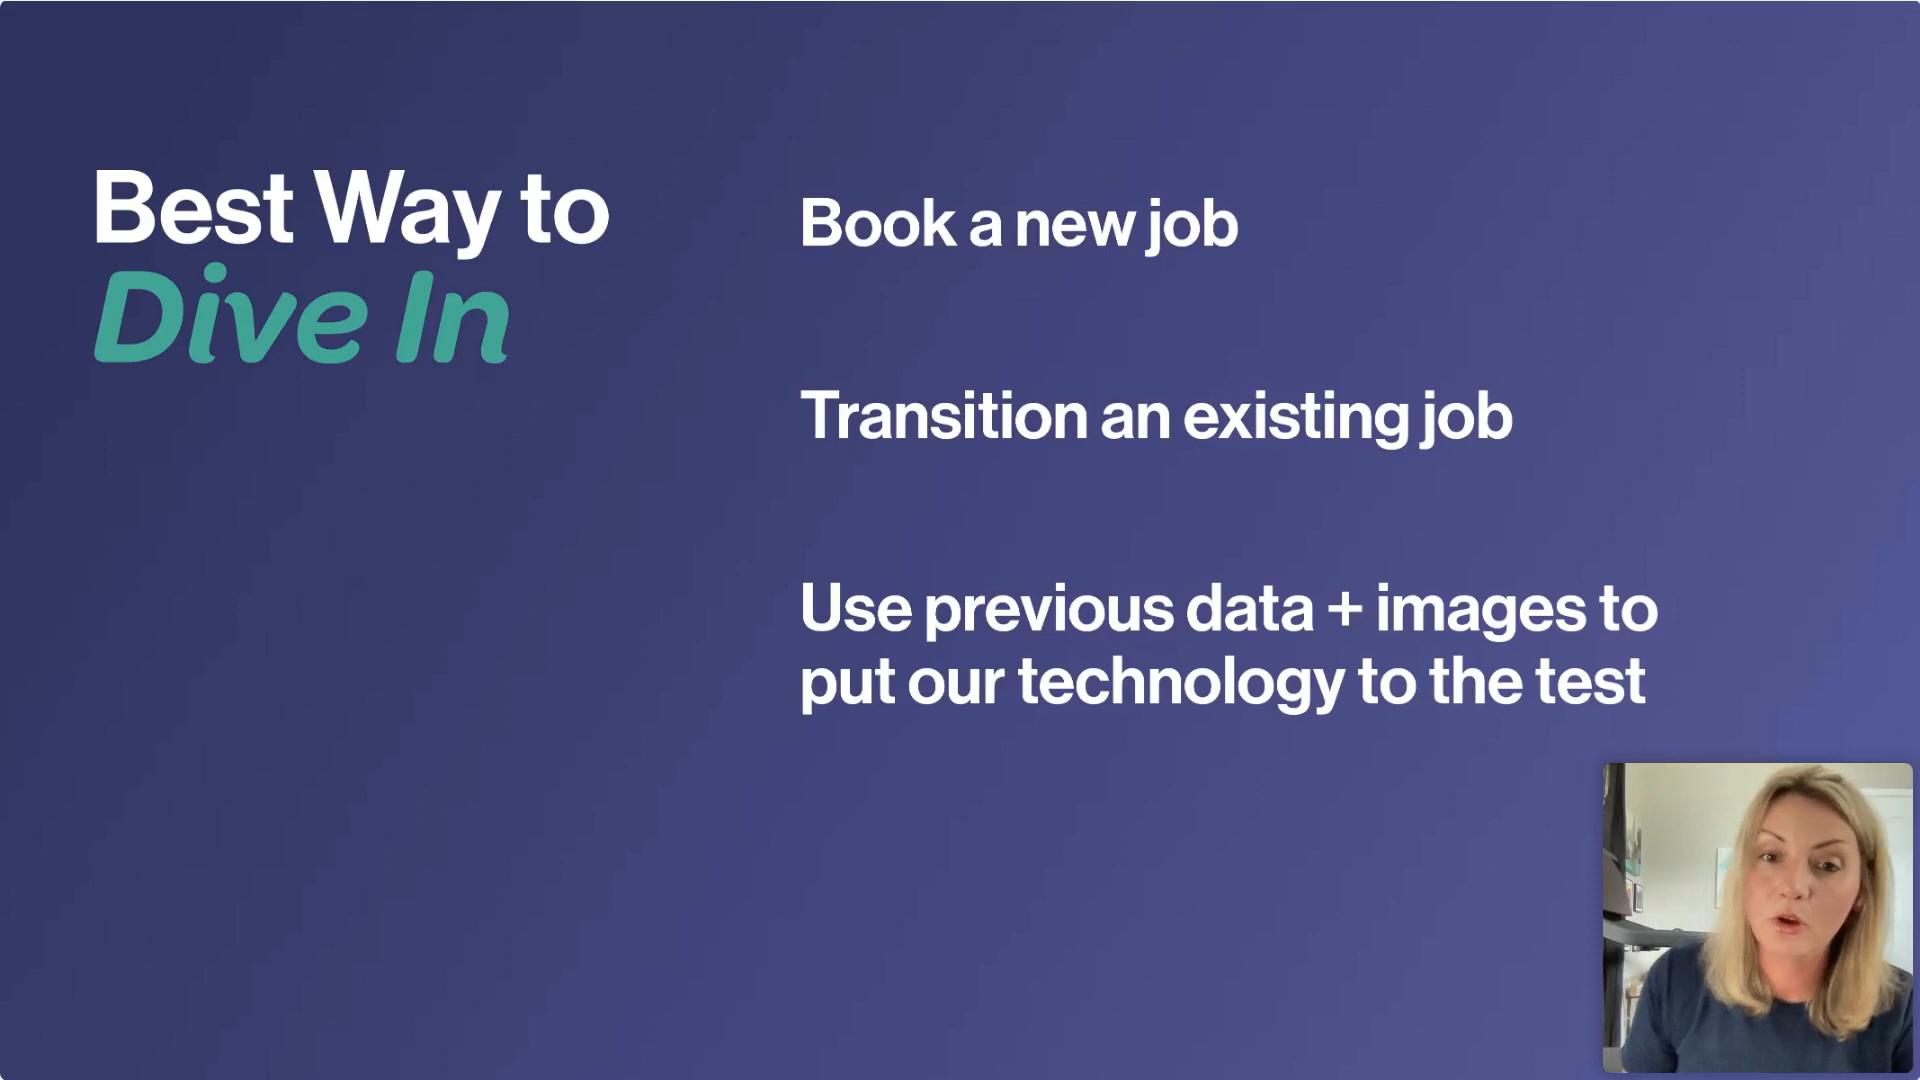 Best Way to
Dive In
Book a new job
Transition an existing job
Use previous data + images to
put our technology to the test